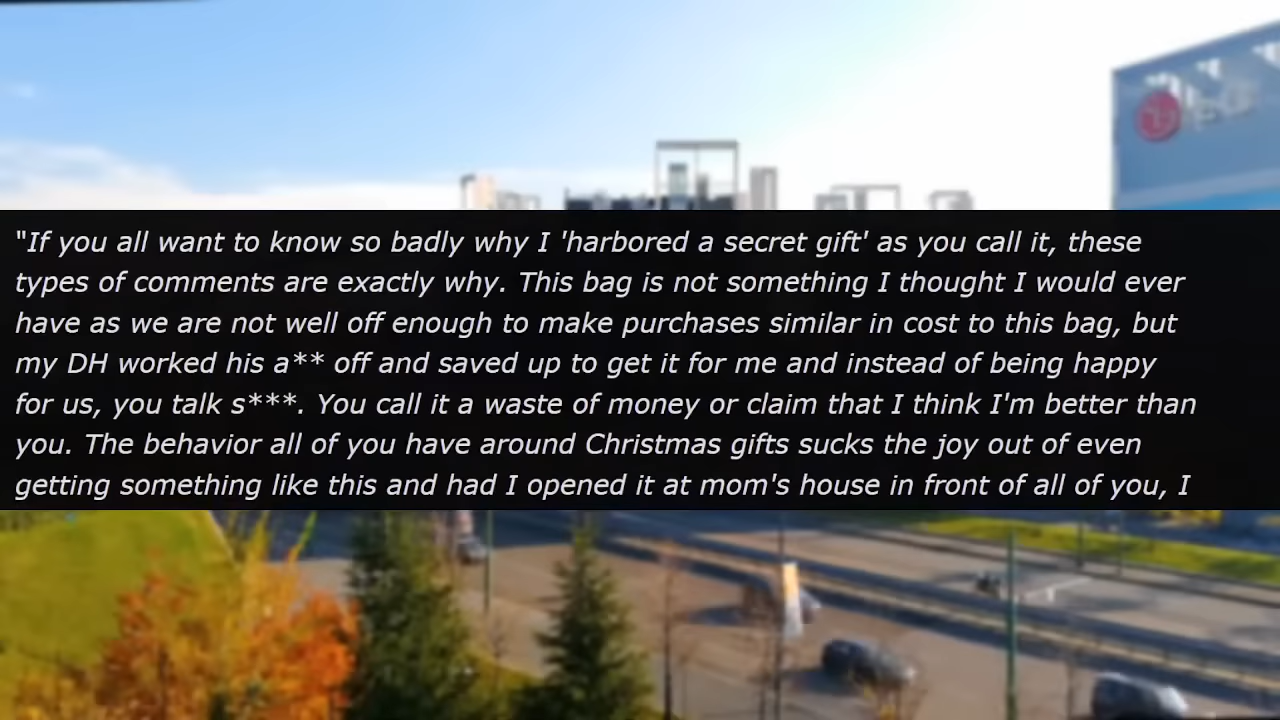 "If you all want to know so badly why I 'harbored a secret gift' as you call it, these
types of comments are exactly why. This bag is not something I thought I would ever
have as we are not well off enough to make purchases similar in cost to this bag, but
my DH worked his a** off and saved up to get it for me and instead of being happy
for us, you talk s***. You call it a waste of money or claim that I think I'm better than
you. The behavior all of you have around Christmas gifts sucks the joy out of even
getting something like this and had I opened it at mom's house in front of all of you, I